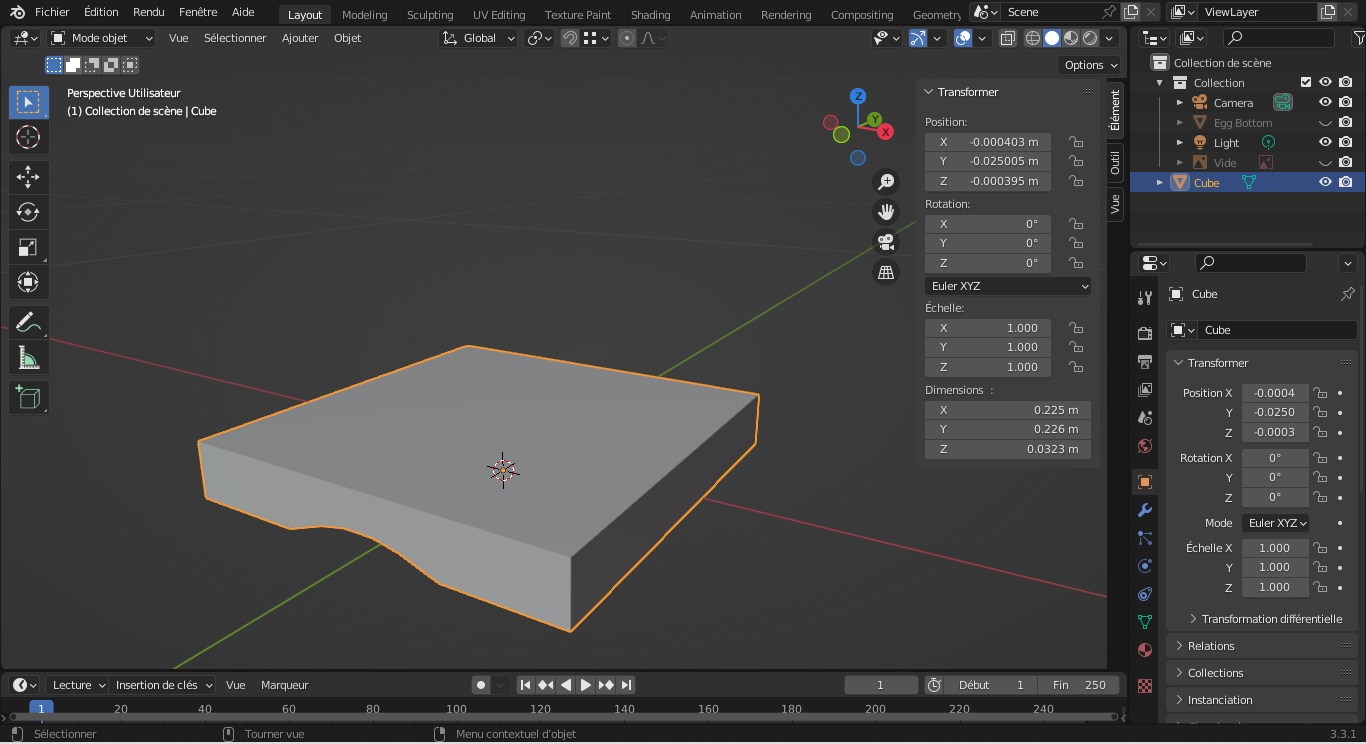 Fichier Édition Rendu Fenêtre Aide Layout Modeling Sculpting UV Editing Texture Paint Shading Animation Rendering Compositing Geometry Scene ViewLayer
Mode objet Vue Sélectionner Ajouter Objet Global
Options
Perspective Utilisateur
(1) Collection de scène | Cube
Z
Y
X
Transformer
Position:
X -0.000403 m
Y -0.025005 m
Z -0.000395 m
Rotation:
X 0°
Y 0°
Z 0°
Euler XYZ
Échelle:
X 1.000
Y 1.000
Z 1.000
Dimensions :
X 0.225 m
Y 0.226 m
Z 0.0323 m
Élément
Outil
Vue
Collection de scène
Collection
Camera
Egg Bottom
Light
Vide
Cube
Cube
Cube
Transformer
Position X -0.0004
Y -0.0250
Z -0.0003
Rotation X 0°
Y 0°
Z 0°
Mode Euler XYZ
Échelle X 1.000
Y 1.000
Z 1.000
Transformation différentielle
Relations
Collections
Instanciation
Lecture Insertion de clés Vue Marqueur 1 Début 1 Fin 250
1 20 40 60 80 100 120 140 160 180 200 220 240
Sélectionner Tourner vue Menu contextuel d'objet 3.3.1